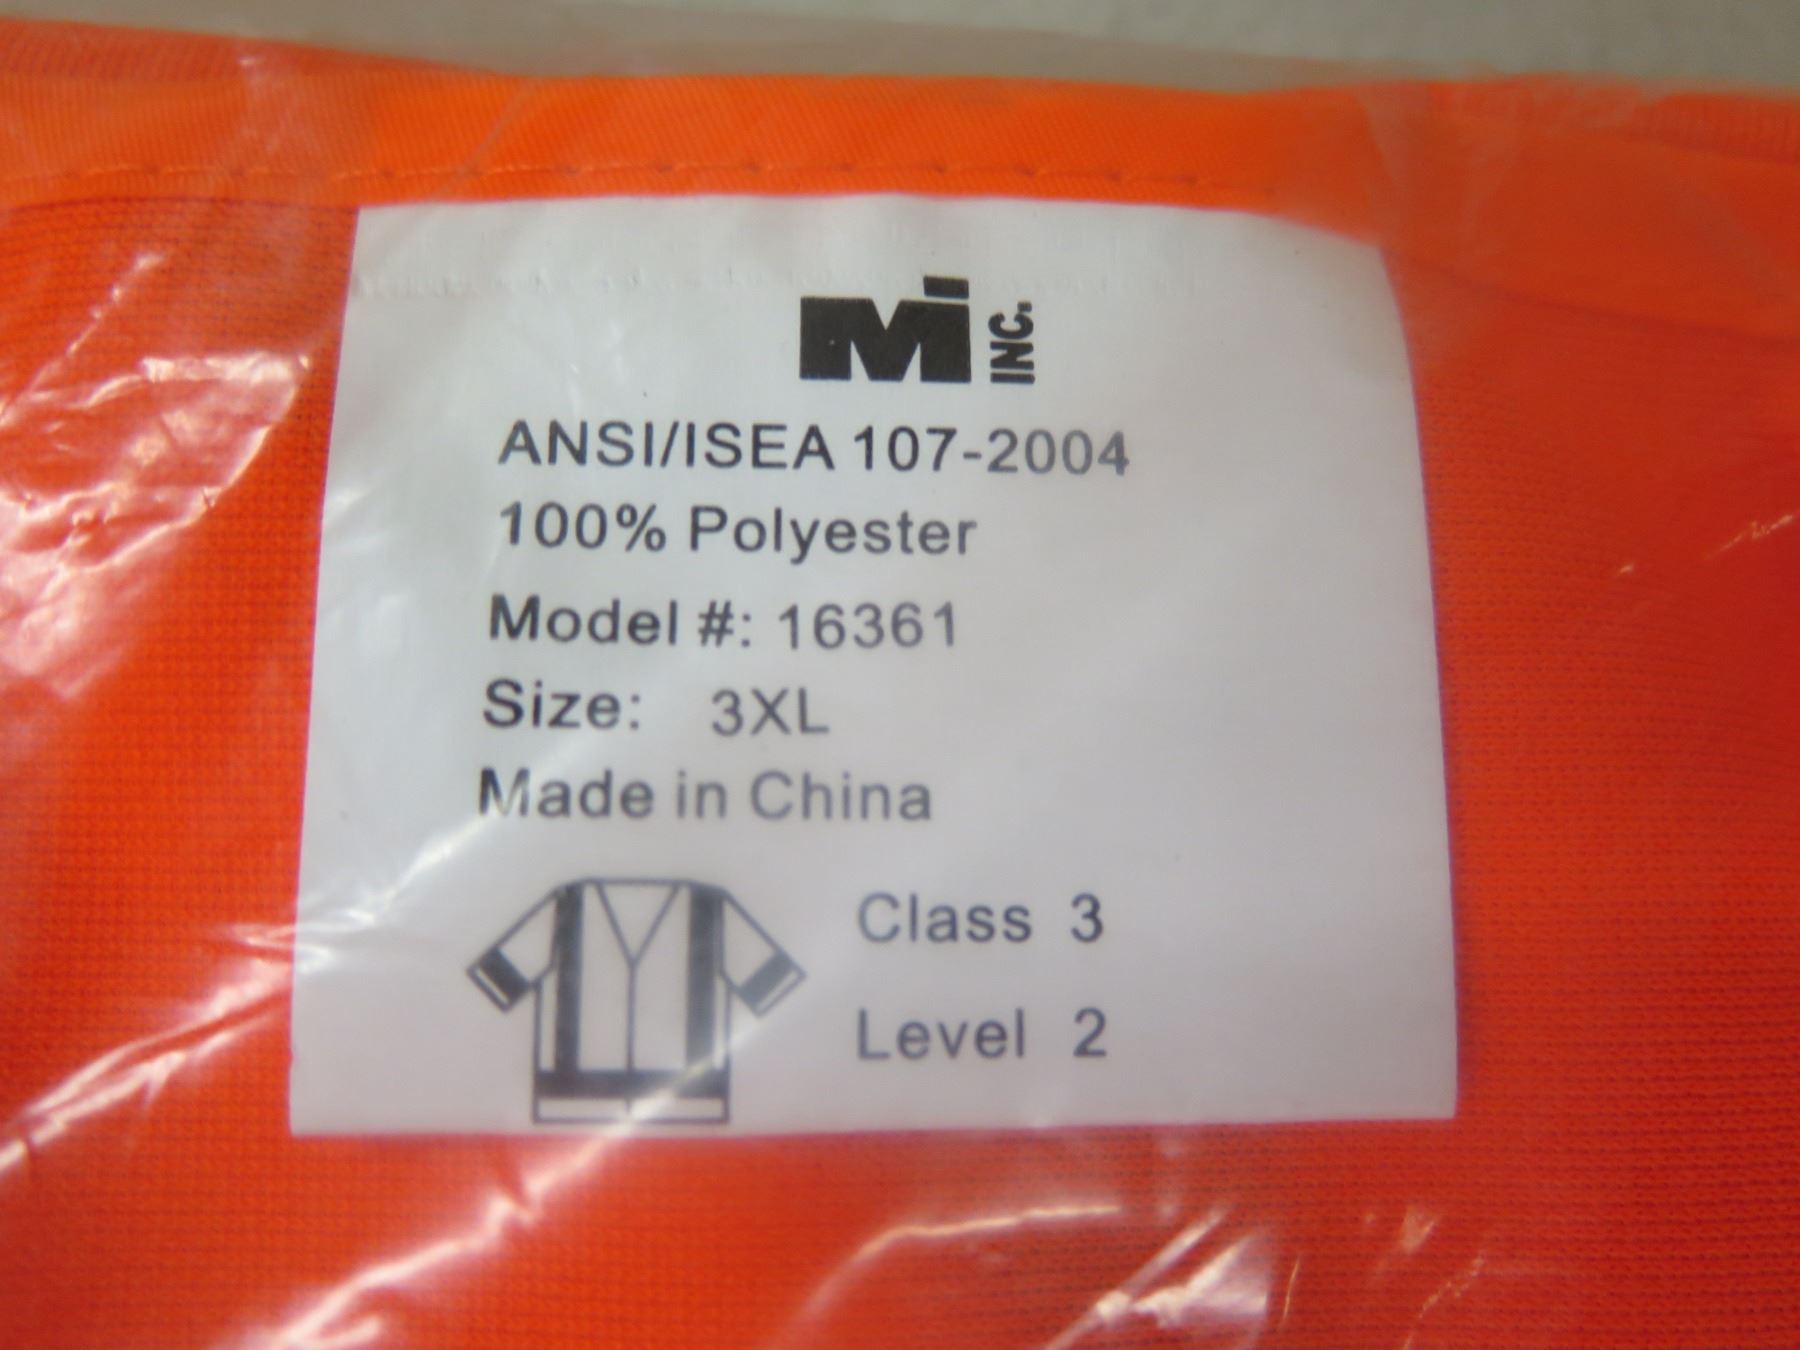 Mi INC.
ANSI/ISEA 107-2004
100% Polyester
Model #: 16361
Size: 3XL
Made in China
Class 3
Level 2